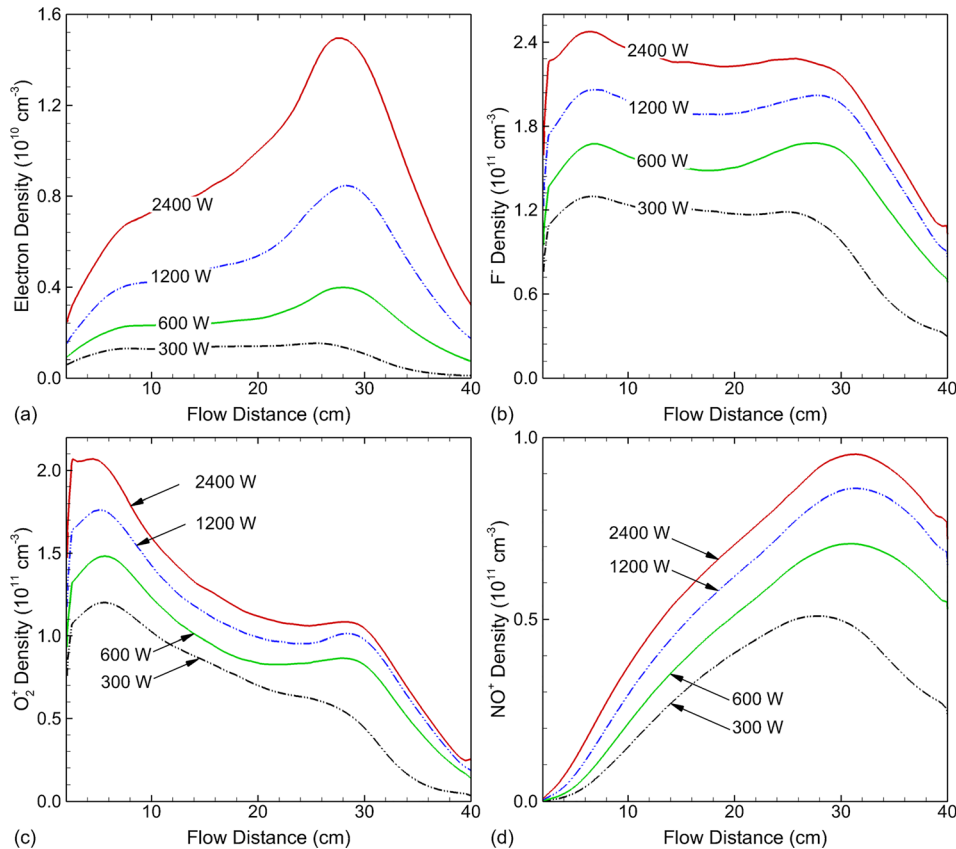 1.6
1.2
0.8
0.4
0.0
Electron Density (10¹⁰ cm⁻³)
2400 W
1200 W
600 W
300 W
10
20
30
40
(a)
Flow Distance (cm)
2.4
1.8
1.2
0.6
0.0
F⁻ Density (10¹¹ cm⁻³)
2400 W
1200 W
600 W
300 W
10
20
30
40
(b)
Flow Distance (cm)
2.0
1.5
1.0
0.5
0.0
O₂⁺ Density (10¹¹ cm⁻³)
2400 W
1200 W
600 W
300 W
10
20
30
40
(c)
Flow Distance (cm)
1.0
0.5
0.0
NO⁺ Density (10¹¹ cm⁻³)
2400 W
1200 W
600 W
300 W
10
20
30
40
(d)
Flow Distance (cm)